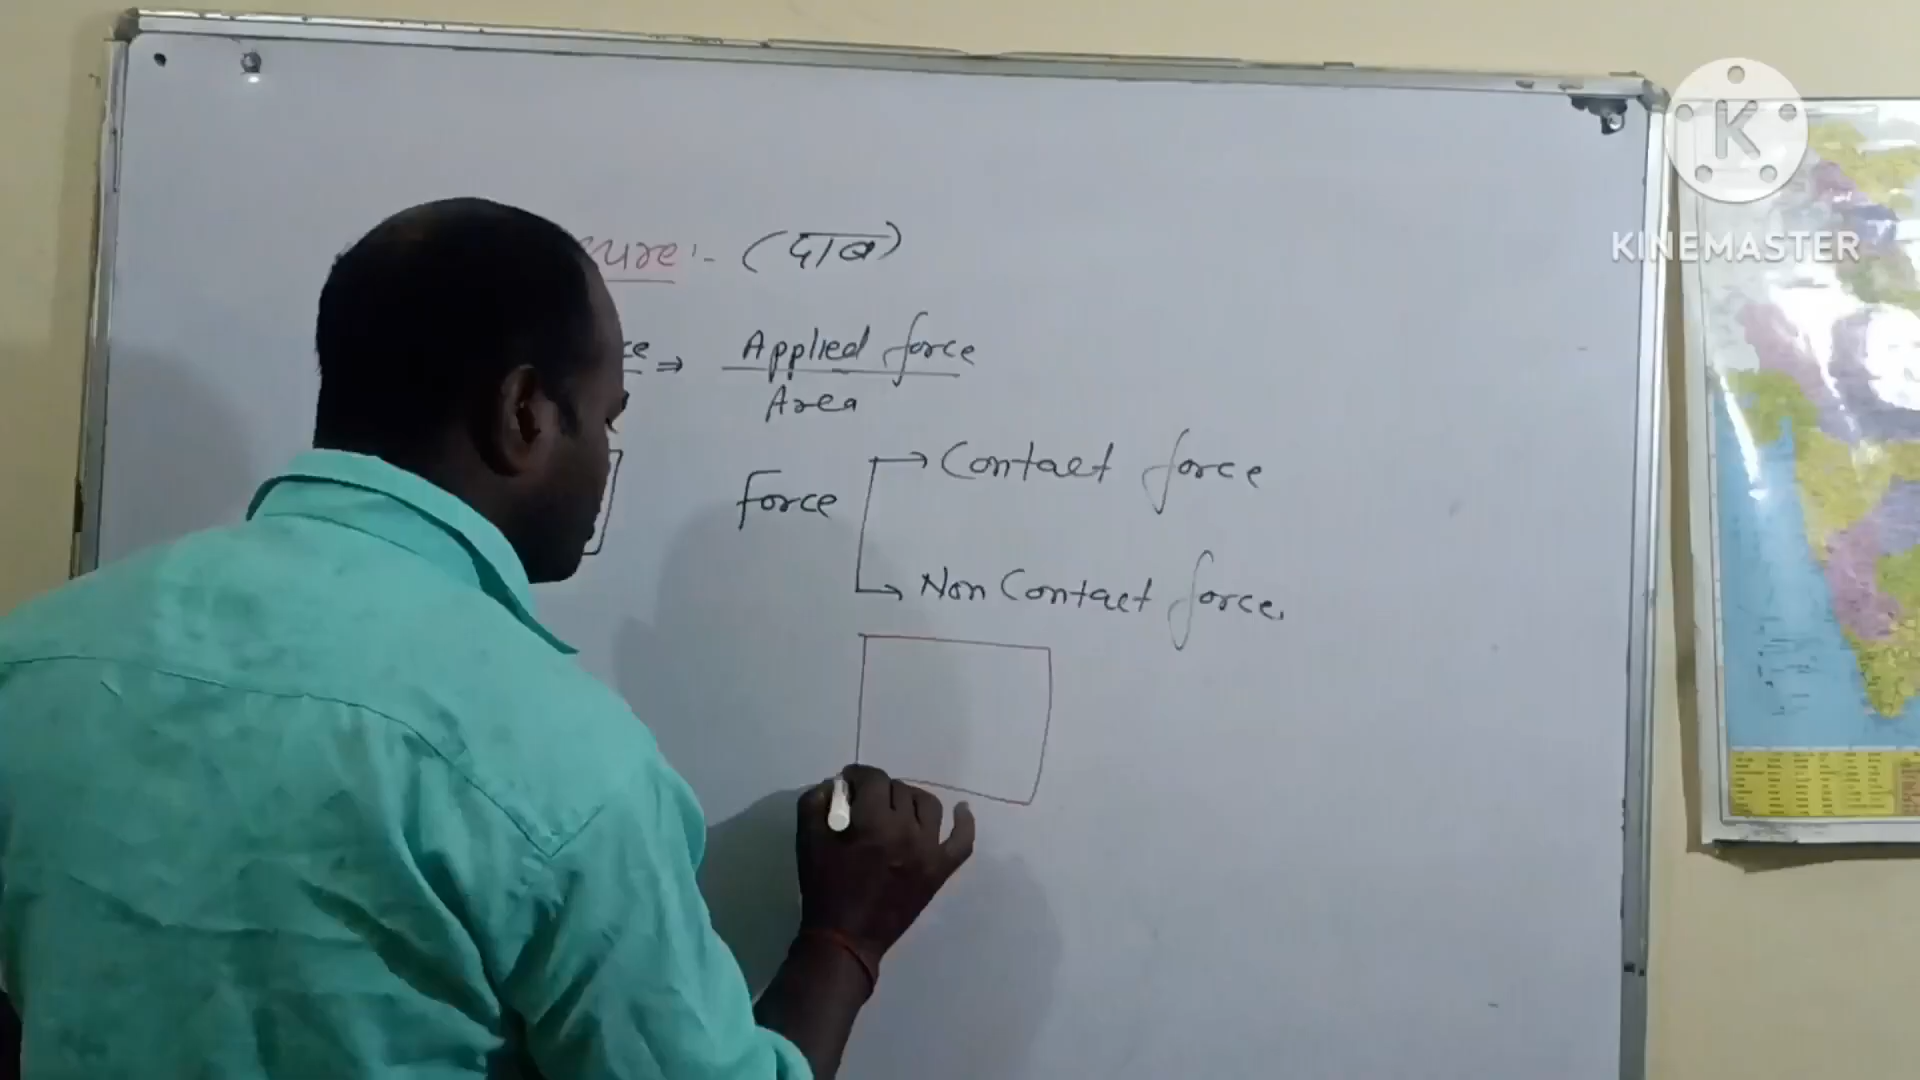 (दाब)
⇒ Applied force
Area
force → Contact force
→ Non Contact force.
K
KINEMASTER